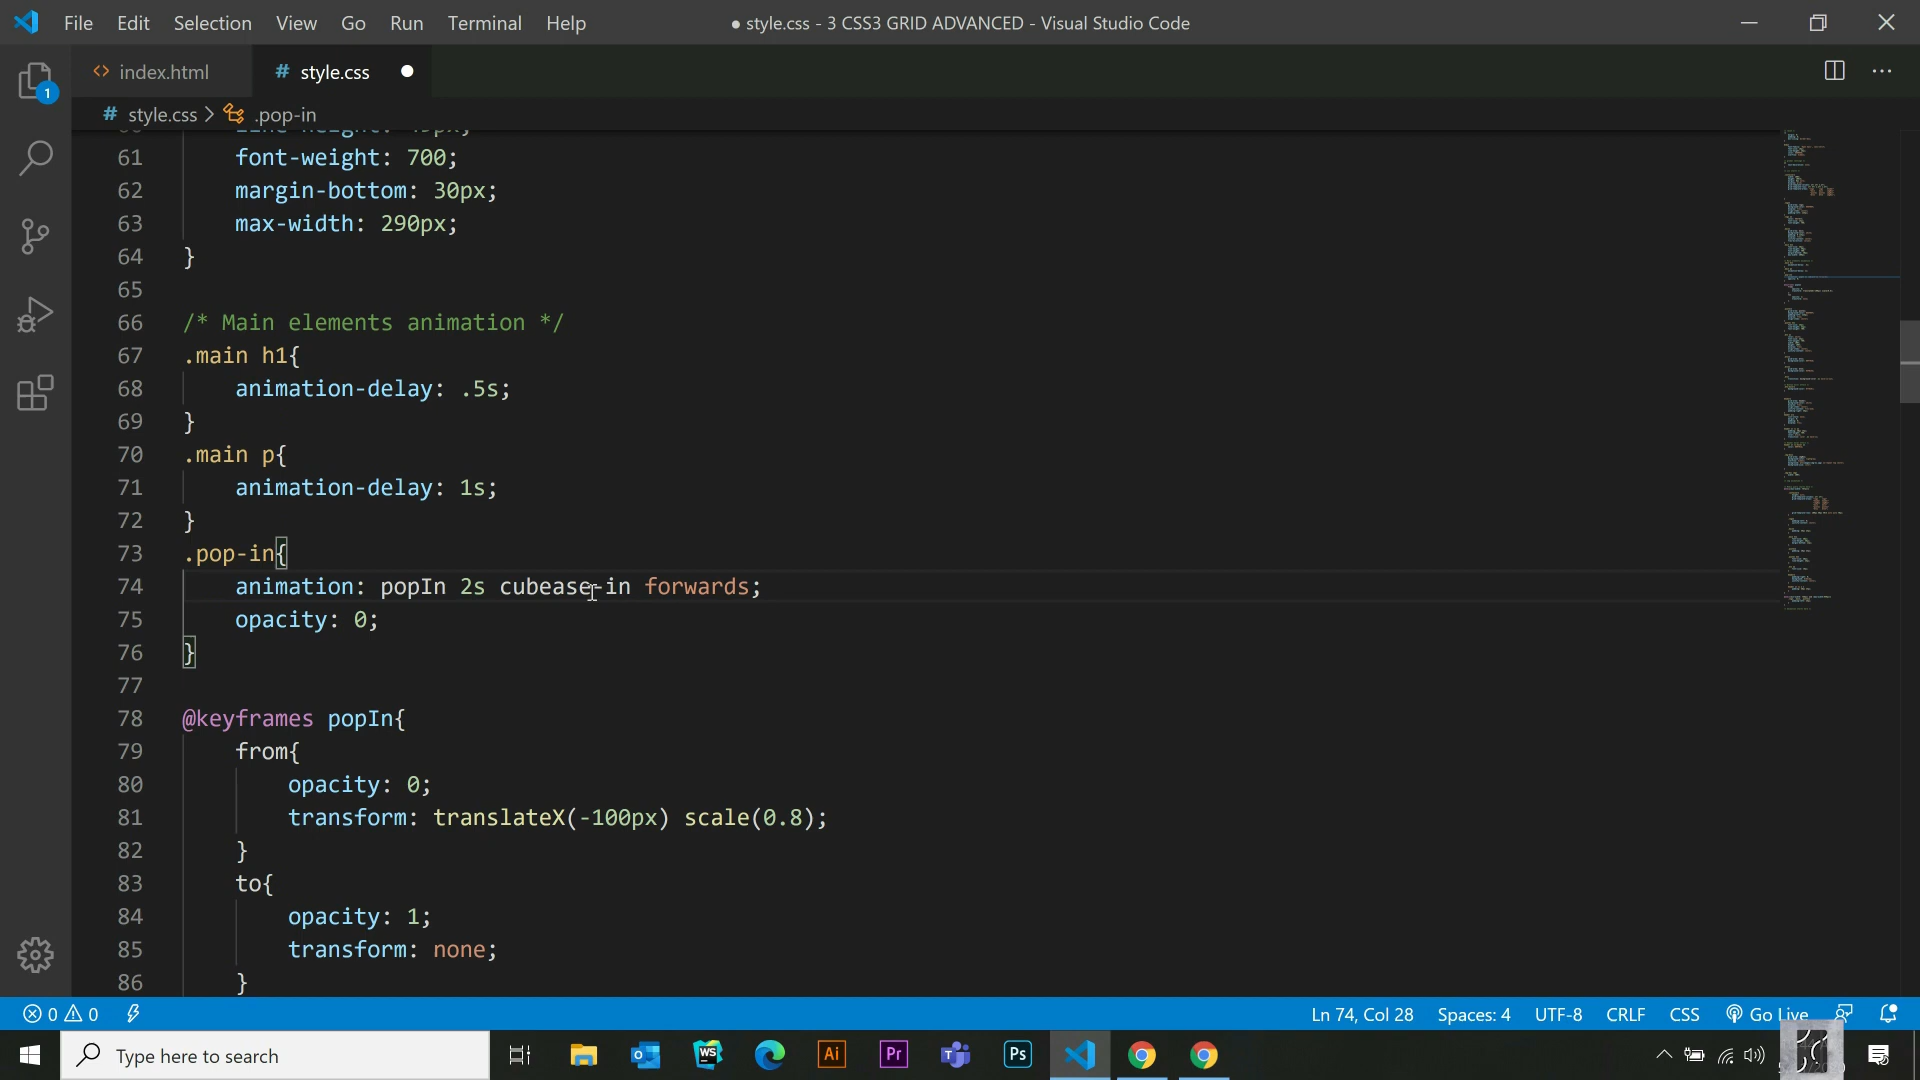 File Edit Selection View Go Run Terminal Help
● style.css - 3 CSS3 GRID ADVANCED - Visual Studio Code
1
<> index.html
# style.css ●
# style.css > .pop-in
61 font-weight: 700;
62 margin-bottom: 30px;
63 max-width: 290px;
64 }
65
66 /* Main elements animation */
67 .main h1{
68 animation-delay: .5s;
69 }
70 .main p{
71 animation-delay: 1s;
72 }
73 .pop-in{
74 animation: popIn 2s cubease-in forwards;
75 opacity: 0;
76 }
77
78 @keyframes popIn{
79 from{
80 opacity: 0;
81 transform: translateX(-100px) scale(0.8);
82 }
83 to{
84 opacity: 1;
85 transform: none;
86 }
0 0
Ln 74, Col 28 Spaces: 4 UTF-8 CRLF CSS Go Live
Type here to search
WS Ai Pr Ps